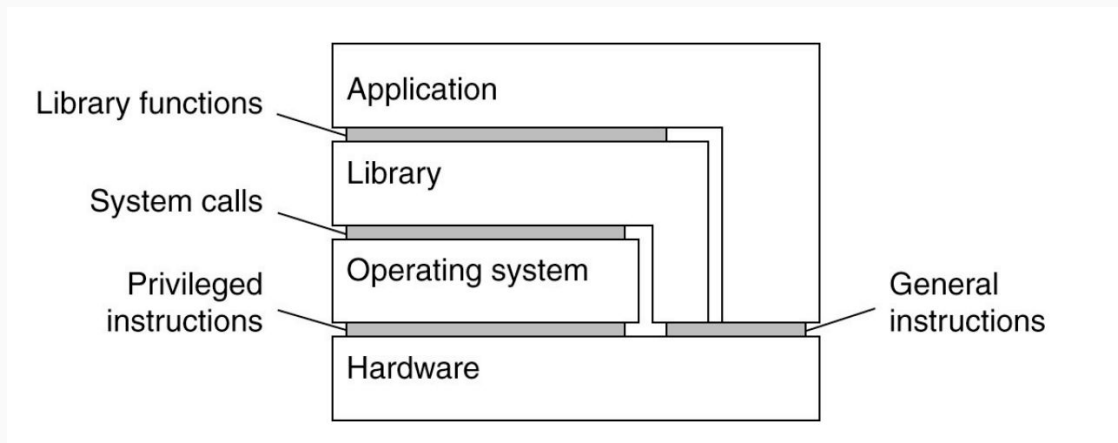 Application
Library functions
Library
System calls
Operating system
Privileged
instructions
General
instructions
Hardware